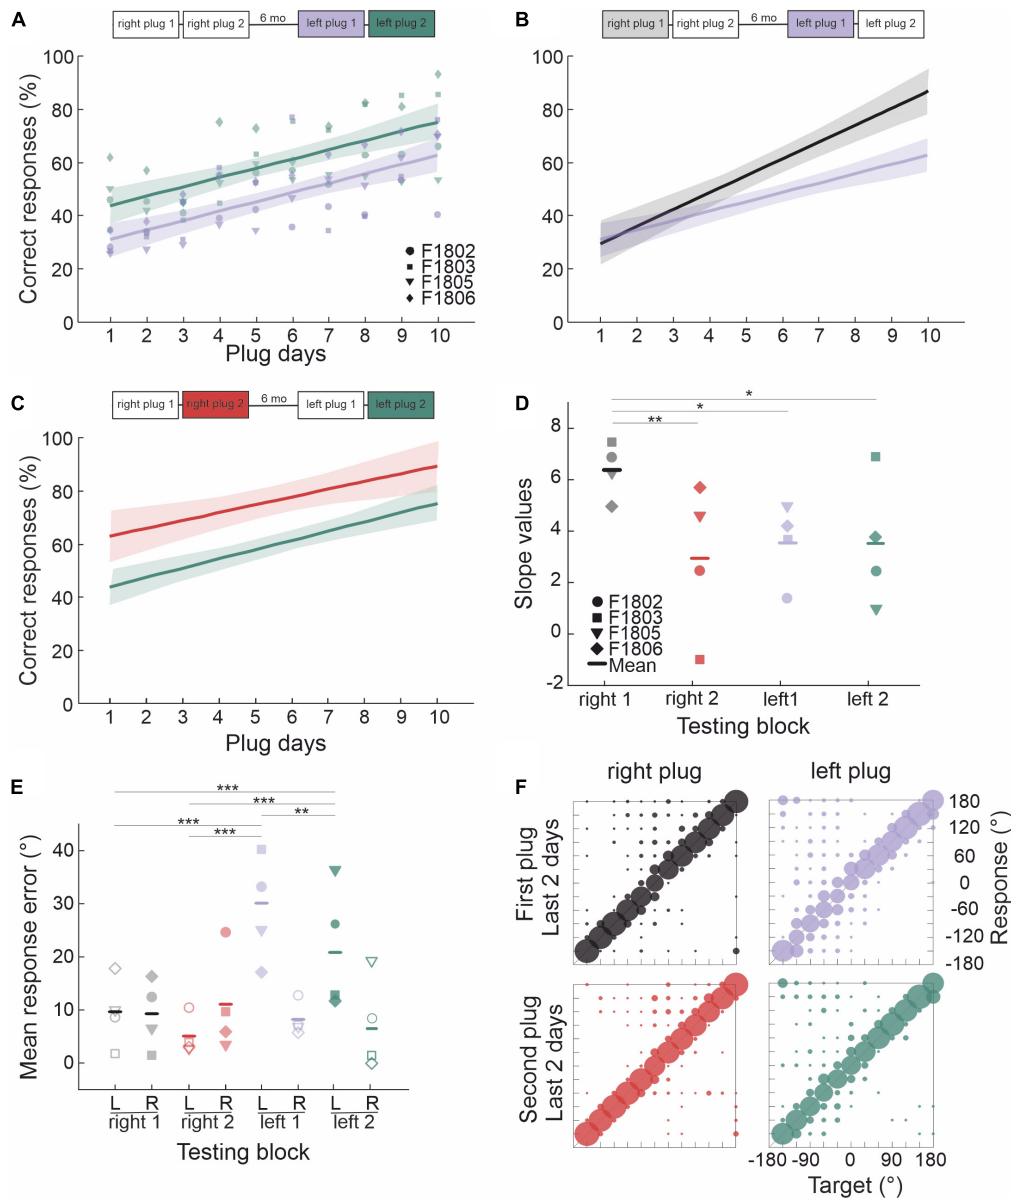 A
right plug 1 right plug 2 6 mo left plug 1 left plug 2
Correct responses (%)
100
80
60
40
20
0
F1802
F1803
F1805
F1806
1 2 3 4 5 6 7 8 9 10
Plug days
B
right plug 1 right plug 2 6 mo left plug 1 left plug 2
100
80
60
40
20
0
1 2 3 4 5 6 7 8 9 10
C
right plug 1 right plug 2 6 mo left plug 1 left plug 2
Correct responses (%)
100
80
60
40
20
0
1 2 3 4 5 6 7 8 9 10
Plug days
D
*
*
**
Slope values
8
6
4
2
0
-2
F1802
F1803
F1805
F1806
Mean
right 1 right 2 left1 left 2
Testing block
E
***
***
**
***
***
Mean response error (°)
40
30
20
10
0
L R L R L R L R
right 1 right 2 left 1 left 2
Testing block
F
right plug left plug
First plug
Last 2 days
180
120
60
0
-60
-120
-180
Response (°)
Second plug
Last 2 days
-180 -90 0 90 180
Target (°)